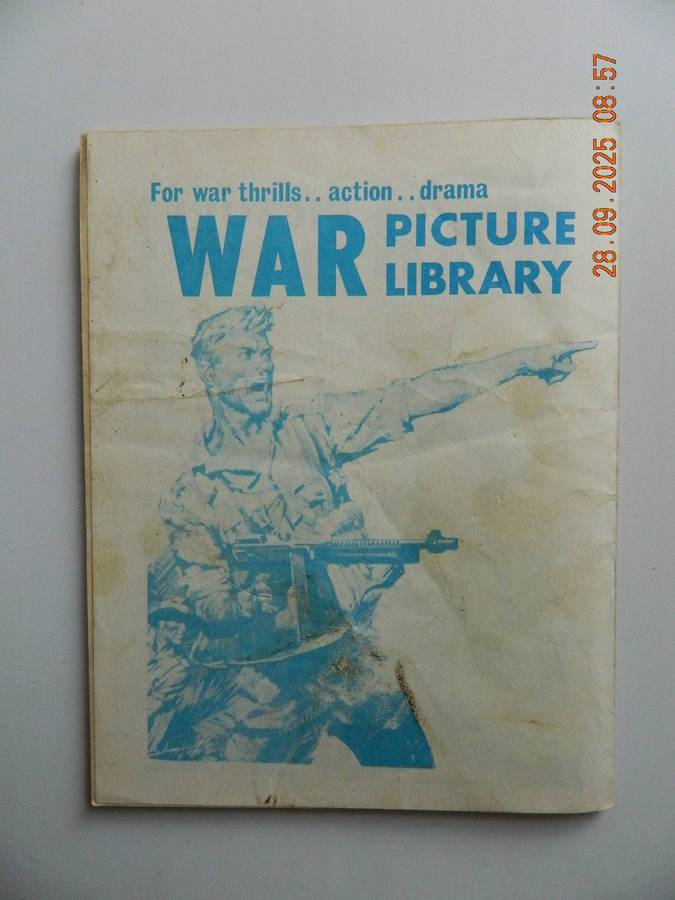 For war thrills.. action.. drama
WAR PICTURE LIBRARY
28.09.2025 08:57